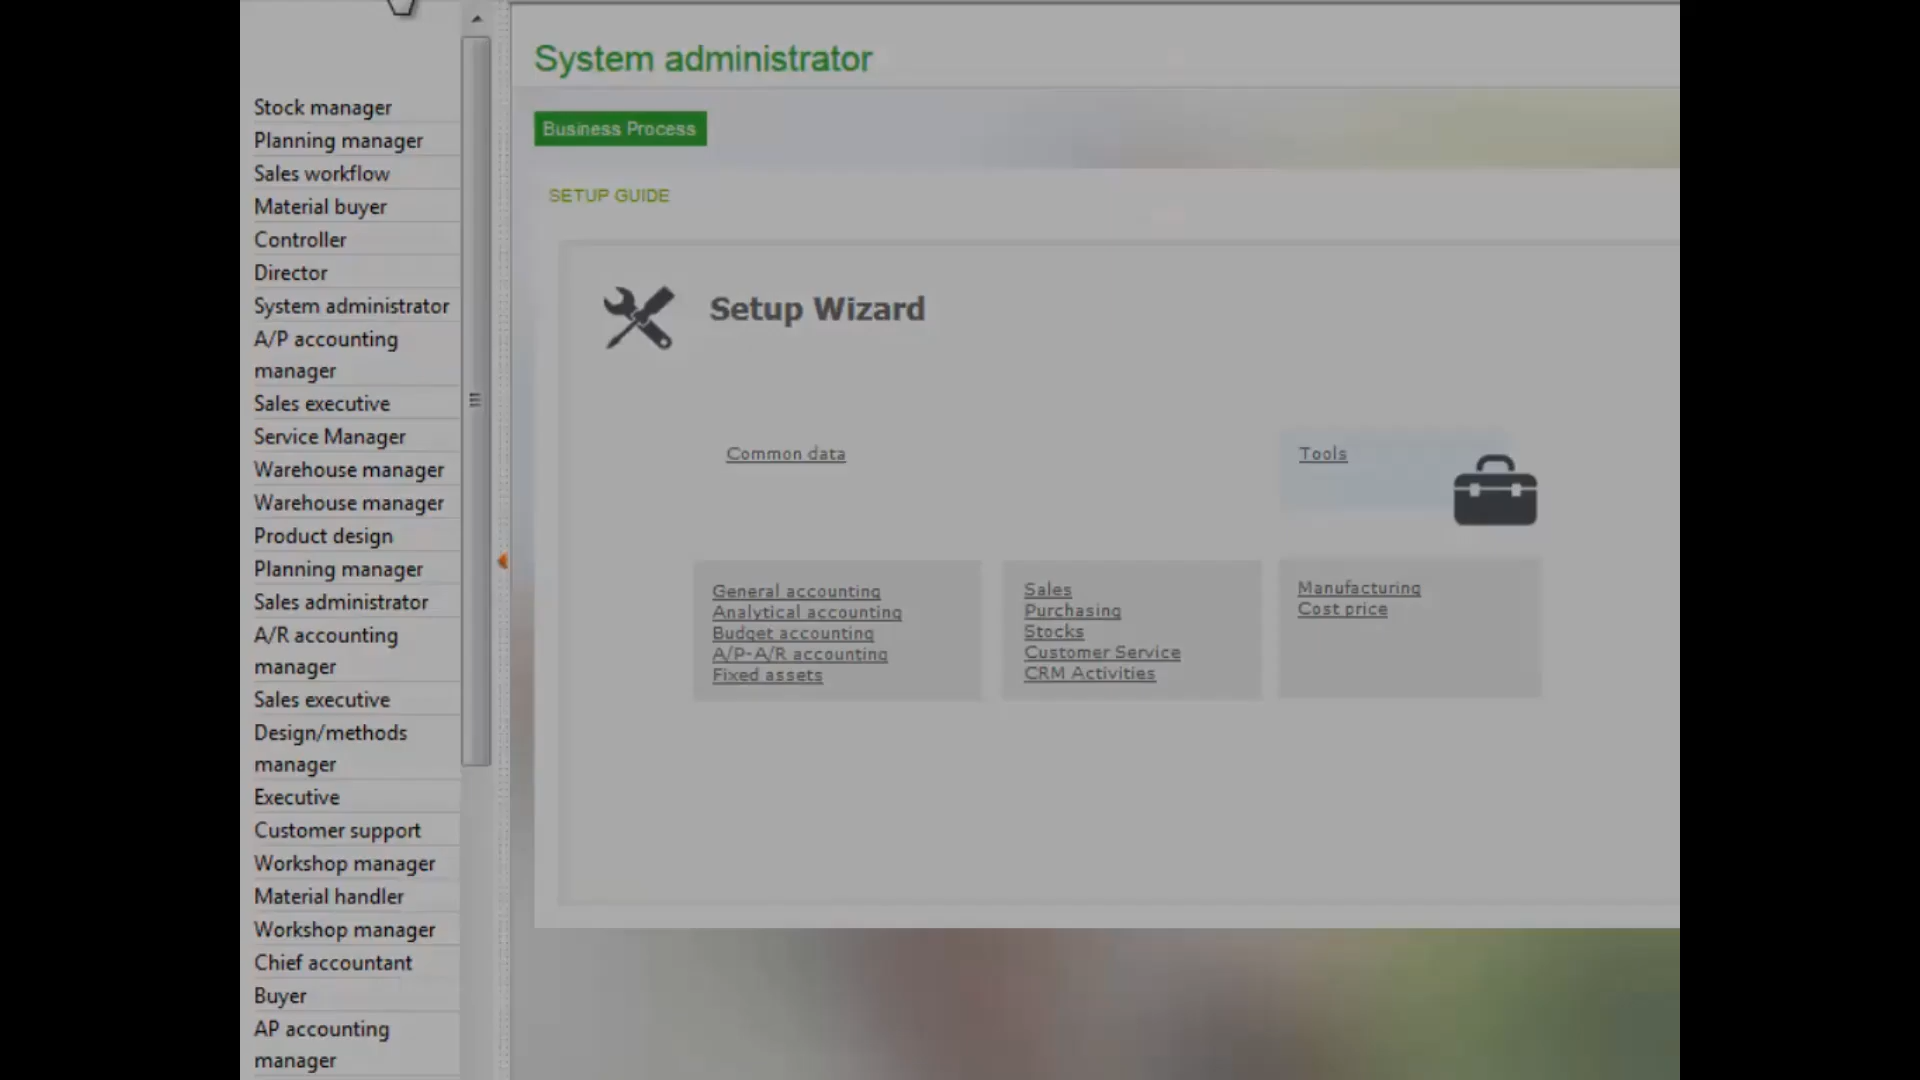 Stock manager
Planning manager
Sales workflow
Material buyer
Controller
Director
System administrator
A/P accounting
manager
Sales executive
Service Manager
Warehouse manager
Warehouse manager
Product design
Planning manager
Sales administrator
A/R accounting
manager
Sales executive
Design/methods
manager
Executive
Customer support
Workshop manager
Material handler
Workshop manager
Chief accountant
Buyer
AP accounting
manager
System administrator
Business Process
SETUP GUIDE
Setup Wizard
Common data
Tools
General accounting
Analytical accounting
Budget accounting
A/P-A/R accounting
Fixed assets
Sales
Purchasing
Stocks
Customer Service
CRM Activities
Manufacturing
Cost price